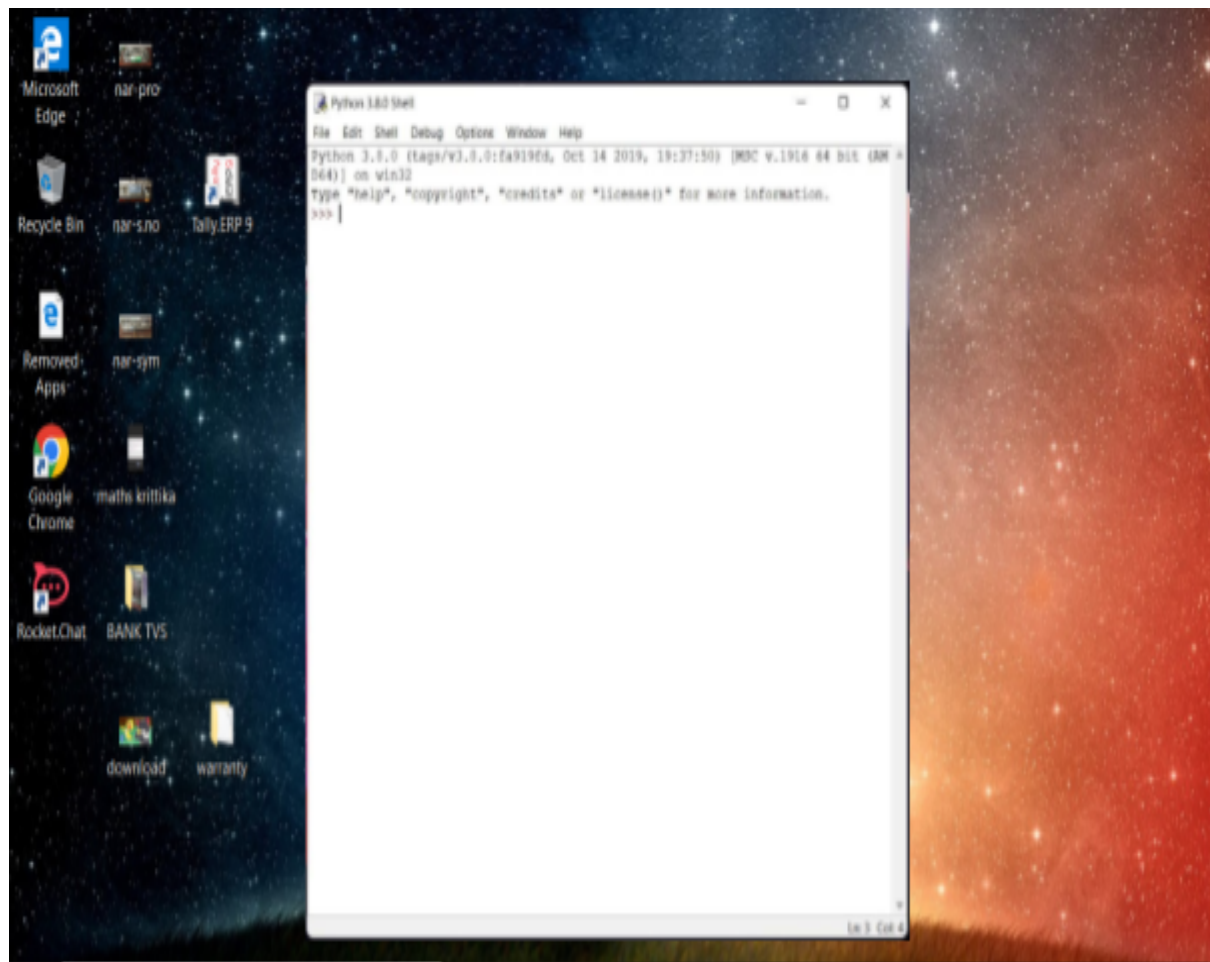 Microsoft
Edge
nar-pro
Recycle Bin
nar-s.no
Tally.ERP 9
Removed
Apps
nar-sym
Google
Chrome
maths krittika
Rocket.Chat
BANK TVS
download
warranty
Python 3.8.0 Shell
File Edit Shell Debug Options Window Help
Python 3.8.0 (tags/v3.8.0:fa919fd, Oct 14 2019, 19:37:50) [MSC v.1916 64 bit (AM
D64)] on win32
Type "help", "copyright", "credits" or "license()" for more information.
>>>
Ln 3 Col 4